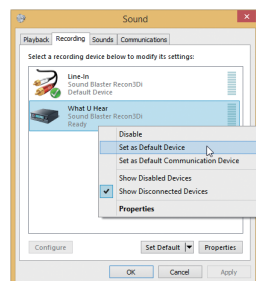 Sound
Playback Recording Sounds Communications
Select a recording device below to modify its settings:
Line-In
Sound Blaster Recon3Di
Default Device
What U Hear
Sound Blaster Recon3Di
Ready
Disable
Set as Default Device
Set as Default Communication Device
Show Disabled Devices
Show Disconnected Devices
Properties
Configure Set Default Properties
OK Cancel Apply